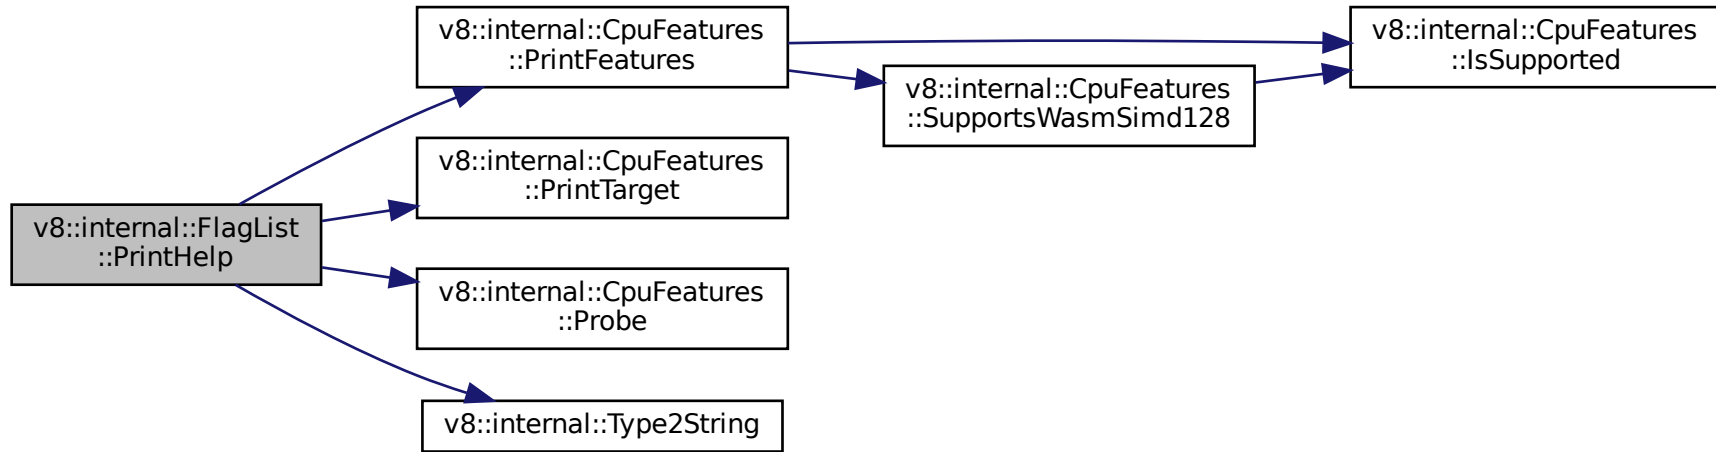 v8::internal::FlagList
::PrintHelp
v8::internal::CpuFeatures
::PrintFeatures
v8::internal::CpuFeatures
::SupportsWasmSimd128
v8::internal::CpuFeatures
::IsSupported
v8::internal::CpuFeatures
::PrintTarget
v8::internal::CpuFeatures
::Probe
v8::internal::Type2String